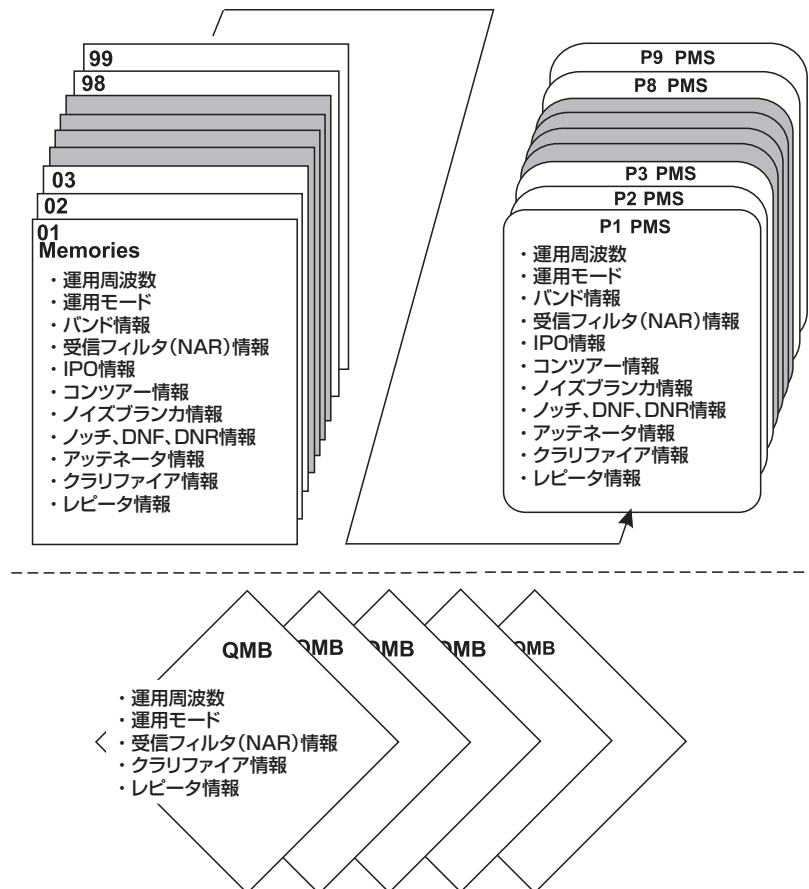 99
98
03
02
01
Memories
・運用周波数
・運用モード
・バンド情報
・受信フィルタ(NAR)情報
・IPO情報
・コンツアー情報
・ノイズブランカ情報
・ノッチ、DNF、DNR情報
・アッテネータ情報
・クラリファイア情報
・レピータ情報
P9 PMS
P8 PMS
P3 PMS
P2 PMS
P1 PMS
・運用周波数
・運用モード
・バンド情報
・受信フィルタ(NAR)情報
・IPO情報
・コンツアー情報
・ノイズブランカ情報
・ノッチ、DNF、DNR情報
・アッテネータ情報
・クラリファイア情報
・レピータ情報
QMB
QMB
QMB
QMB
QMB
・運用周波数
・運用モード
・受信フィルタ(NAR)情報
・クラリファイア情報
・レピータ情報